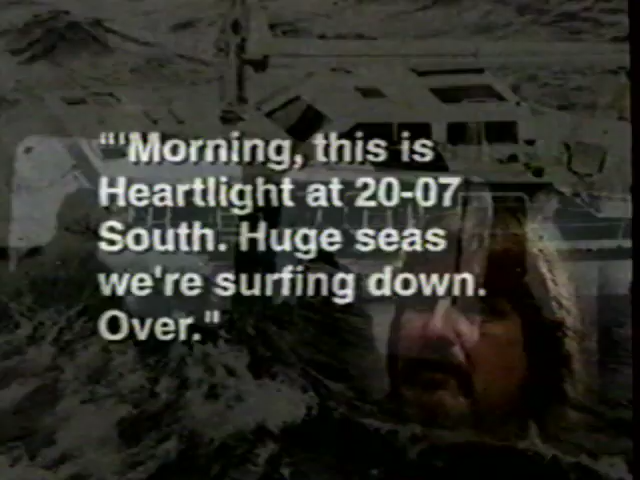 "'Morning, this is
Heartlight at 20-07
South. Huge seas
we're surfing down.
Over."